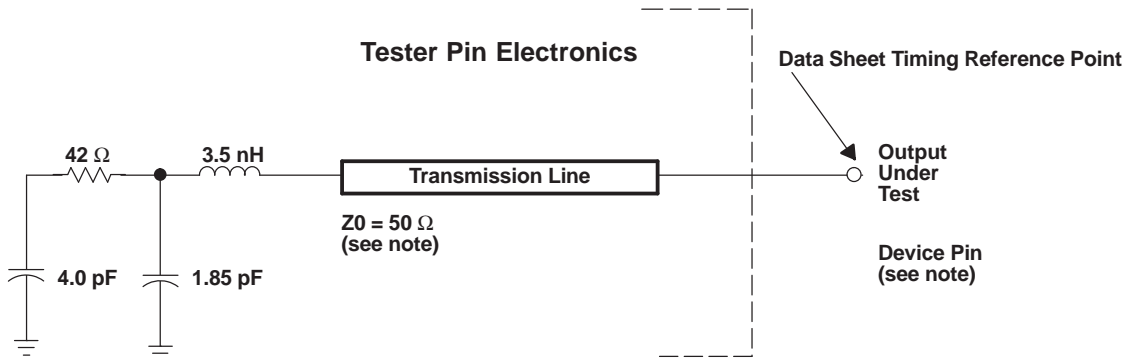 Tester Pin Electronics
Data Sheet Timing Reference Point
42 Ω
3.5 nH
Transmission Line
Output
Under
Test
Z0 = 50 Ω
(see note)
Device Pin
(see note)
4.0 pF
1.85 pF